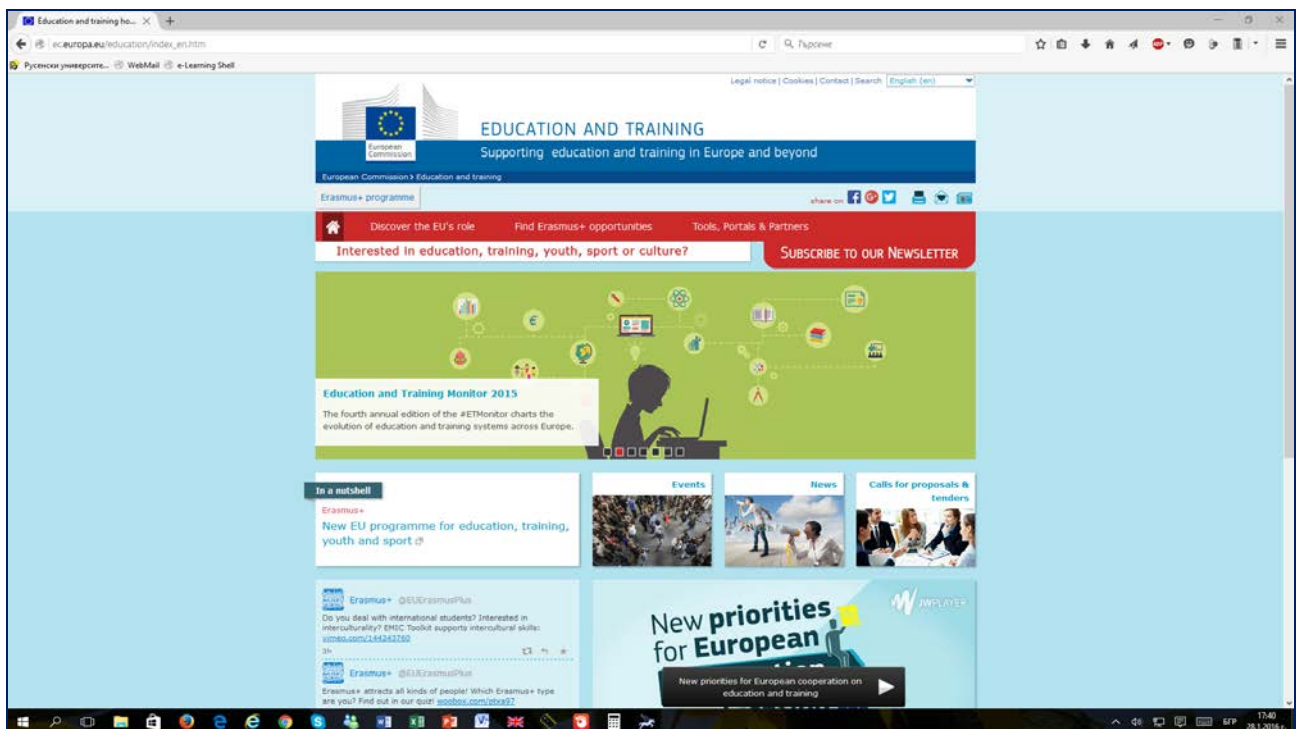 Education and training ho...
ec.europa.eu/education/index_en.htm
Търсене
Русенски университе... WebMail e-Learning Shell
Legal notice | Cookies | Contact | Search English (en)
European
Commission
EDUCATION AND TRAINING
Supporting education and training in Europe and beyond
European Commission > Education and training
Erasmus+ programme
share on
Discover the EU's role Find Erasmus+ opportunities Tools, Portals & Partners
Interested in education, training, youth, sport or culture?
SUBSCRIBE TO OUR NEWSLETTER
Education and Training Monitor 2015
The fourth annual edition of the #ETMonitor charts the
evolution of education and training systems across Europe.
In a nutshell
Erasmus+
New EU programme for education, training,
youth and sport
Events
News
Calls for proposals &
tenders
Erasmus+ @EUErasmusPlus
Do you deal with international students? Interested in
interculturality? EMIC Toolkit supports intercultural skills:
vimeo.com/144243760
3h
Erasmus+ @EUErasmusPlus
Erasmus+ attracts all kinds of people! Which Erasmus+ type
are you? Find out in our quiz! woobox.com/ptxa97
JWPLAYER
New priorities
for European
New priorities for European cooperation on
education and training
БГР
17:40
28.1.2016 г.